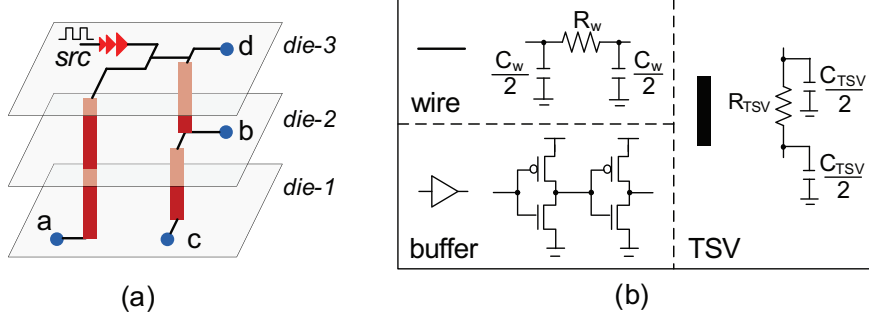 src
d
die-3
die-2
b
die-1
a
c
(a)
R_w
C_w/2
C_w/2
wire
buffer
R_TSV
C_TSV/2
C_TSV/2
TSV
(b)